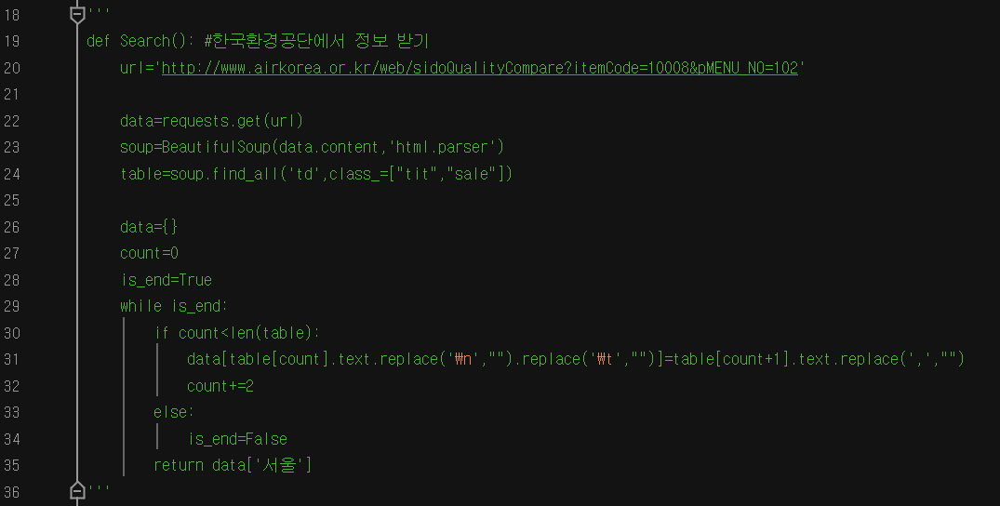 18 '''
19 def Search(): #한국환경공단에서 정보 받기
20     url='http://www.airkorea.or.kr/web/sidoQualityCompare?itemCode=10008&pMENU_NO=102'
21
22     data=requests.get(url)
23     soup=BeautifulSoup(data.content,'html.parser')
24     table=soup.find_all('td',class_=["tit","sale"])
25
26     data={}
27     count=0
28     is_end=True
29     while is_end:
30         if count<len(table):
31             data[table[count].text.replace('₩n',"").replace('₩t',"")]=table[count+1].text.replace(',',"")
32             count+=2
33         else:
34             is_end=False
35         return data['서울']
36 '''